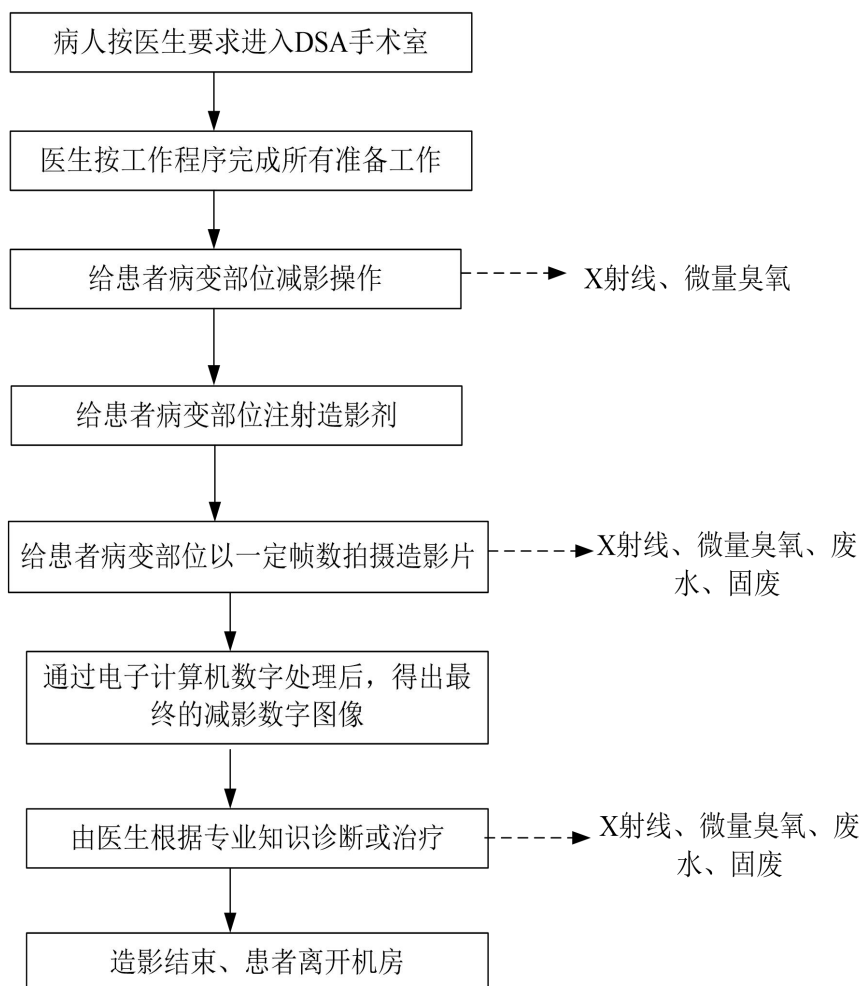 病人按医生要求进入DSA手术室
医生按工作程序完成所有准备工作
给患者病变部位减影操作
X射线、微量臭氧
给患者病变部位注射造影剂
给患者病变部位以一定帧数拍摄造影片
X射线、微量臭氧、废
水、固废
通过电子计算机数字处理后，得出最
终的减影数字图像
由医生根据专业知识诊断或治疗
X射线、微量臭氧、废
水、固废
造影结束、患者离开机房